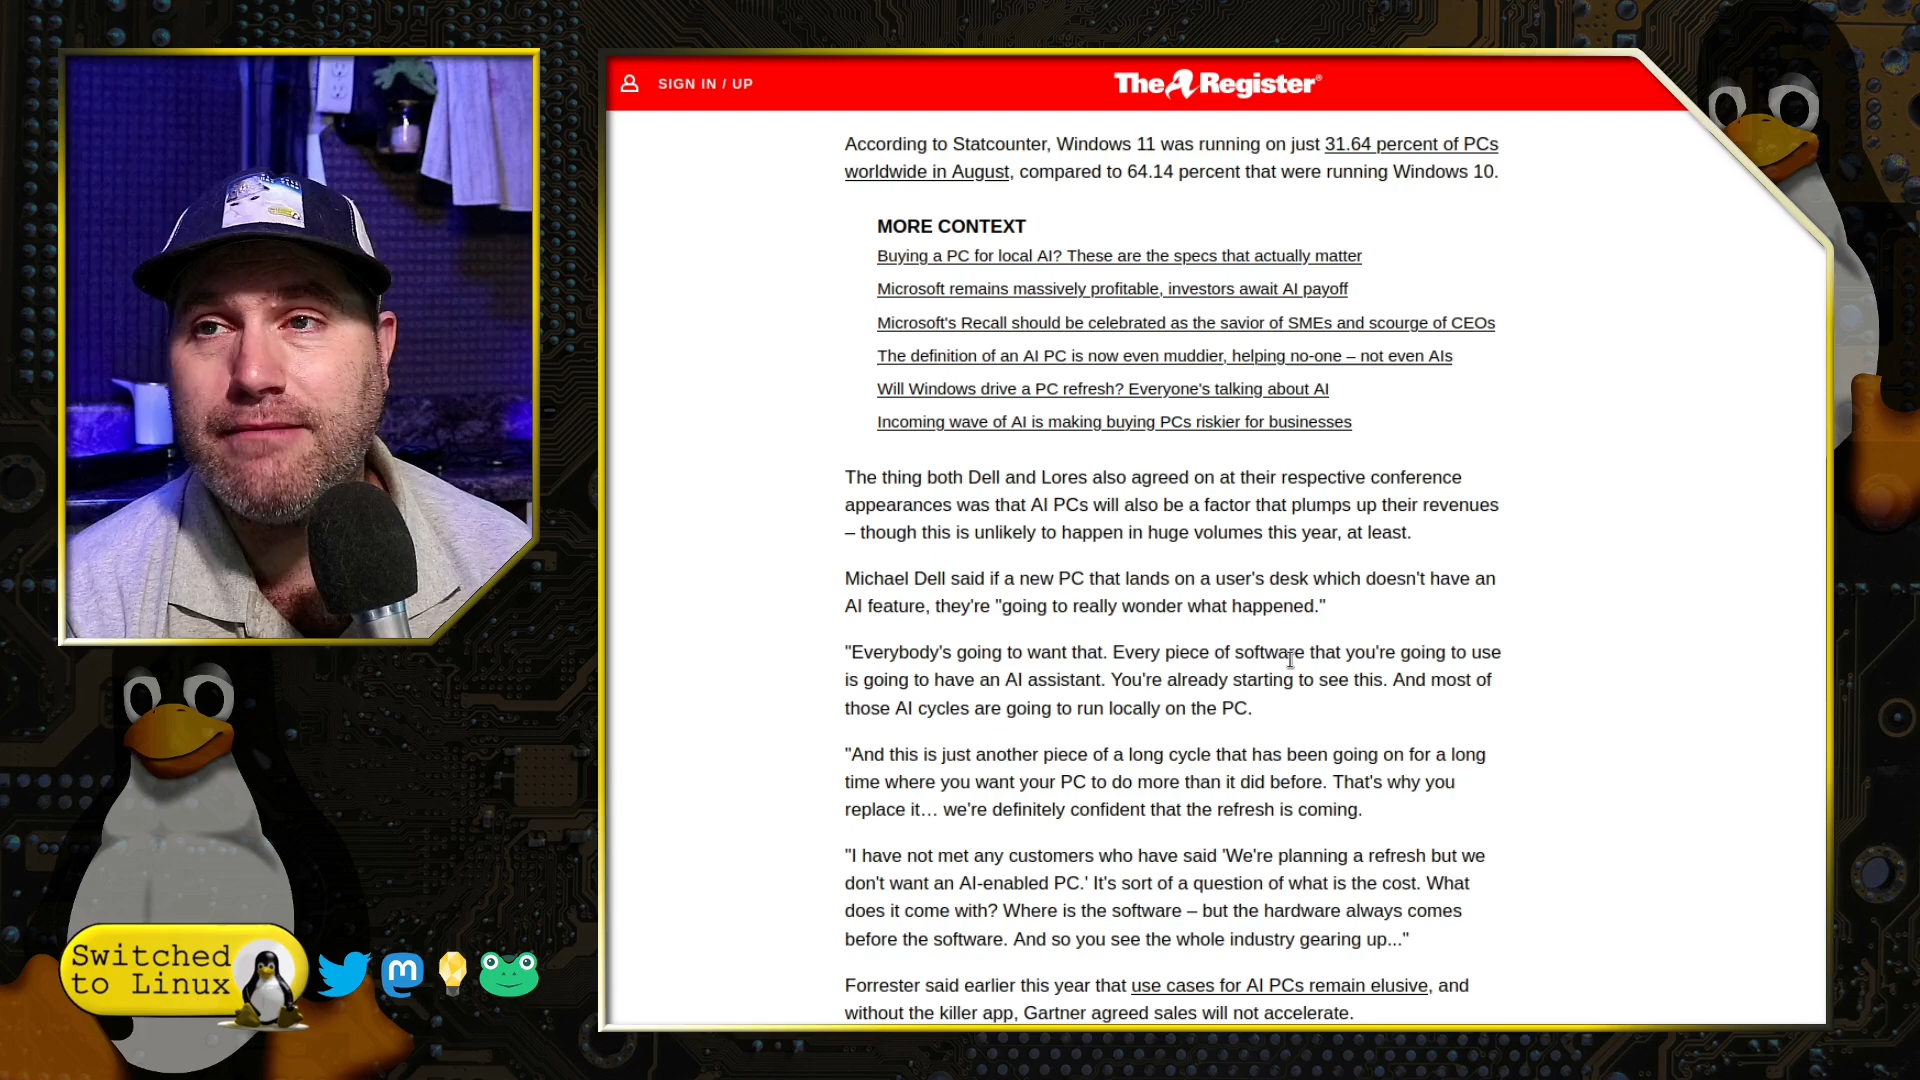 SIGN IN / UP
The Register®
According to Statcounter, Windows 11 was running on just 31.64 percent of PCs
worldwide in August, compared to 64.14 percent that were running Windows 10.
MORE CONTEXT
Buying a PC for local AI? These are the specs that actually matter
Microsoft remains massively profitable, investors await AI payoff
Microsoft's Recall should be celebrated as the savior of SMEs and scourge of CEOs
The definition of an AI PC is now even muddier, helping no-one – not even AIs
Will Windows drive a PC refresh? Everyone's talking about AI
Incoming wave of AI is making buying PCs riskier for businesses
The thing both Dell and Lores also agreed on at their respective conference
appearances was that AI PCs will also be a factor that plumps up their revenues
– though this is unlikely to happen in huge volumes this year, at least.
Michael Dell said if a new PC that lands on a user's desk which doesn't have an
AI feature, they're "going to really wonder what happened."
"Everybody's going to want that. Every piece of software that you're going to use
is going to have an AI assistant. You're already starting to see this. And most of
those AI cycles are going to run locally on the PC.
"And this is just another piece of a long cycle that has been going on for a long
time where you want your PC to do more than it did before. That's why you
replace it… we're definitely confident that the refresh is coming.
"I have not met any customers who have said 'We're planning a refresh but we
don't want an AI-enabled PC.' It's sort of a question of what is the cost. What
does it come with? Where is the software – but the hardware always comes
before the software. And so you see the whole industry gearing up..."
Forrester said earlier this year that use cases for AI PCs remain elusive, and
without the killer app, Gartner agreed sales will not accelerate.
Switched
to Linux
m